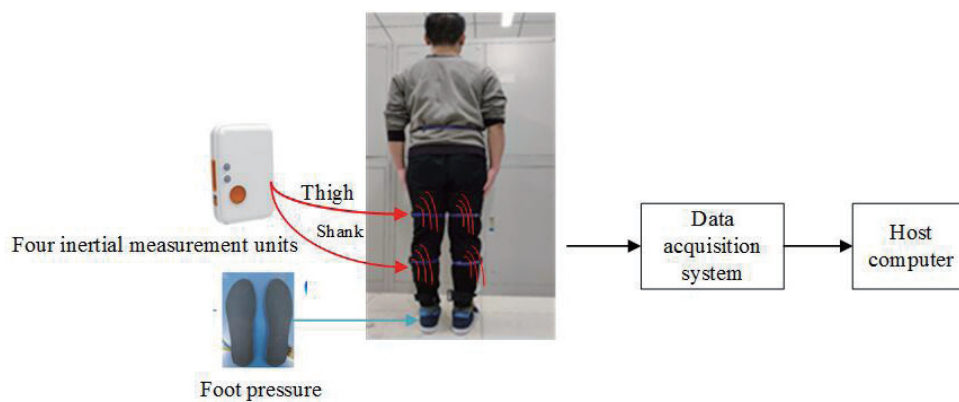 Thigh
Shank
Four inertial measurement units
Foot pressure
Data
acquisition
system
Host
computer